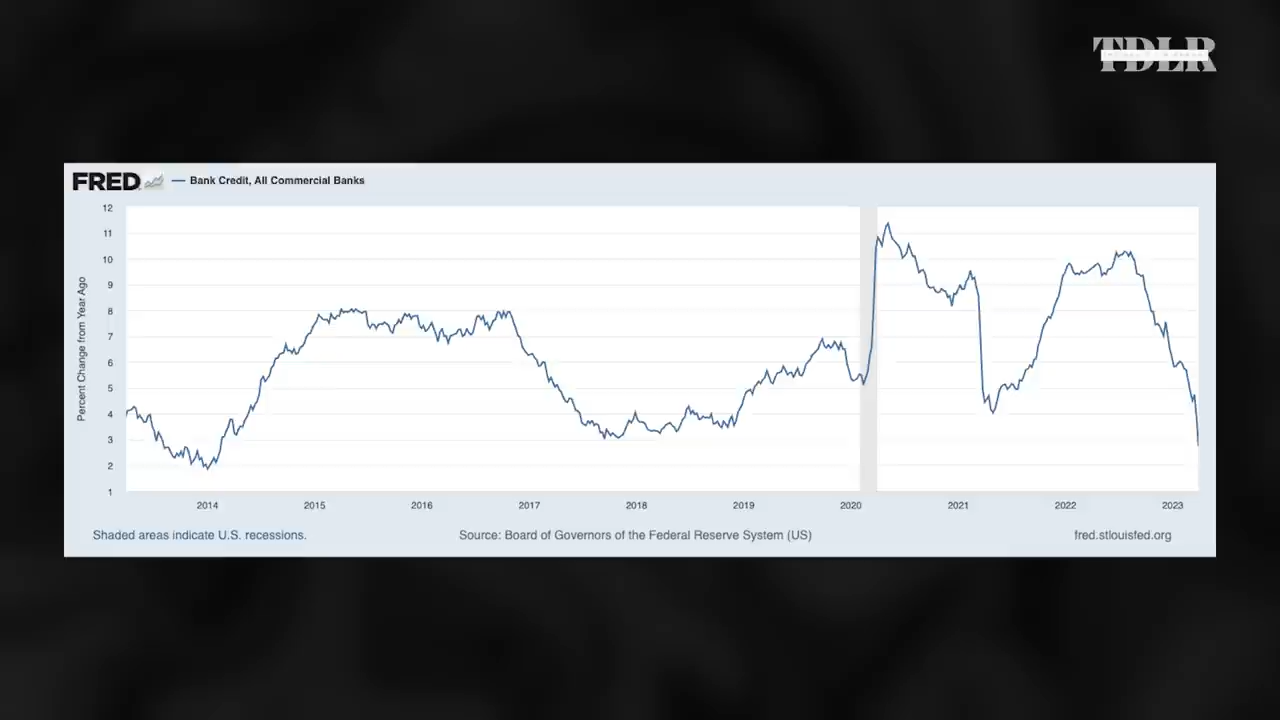 TDLR
FRED — Bank Credit, All Commercial Banks
Percent Change from Year Ago
12
11
10
9
8
7
6
5
4
3
2
1
2014 2015 2016 2017 2018 2019 2020 2021 2022 2023
Shaded areas indicate U.S. recessions. Source: Board of Governors of the Federal Reserve System (US) fred.stlouisfed.org